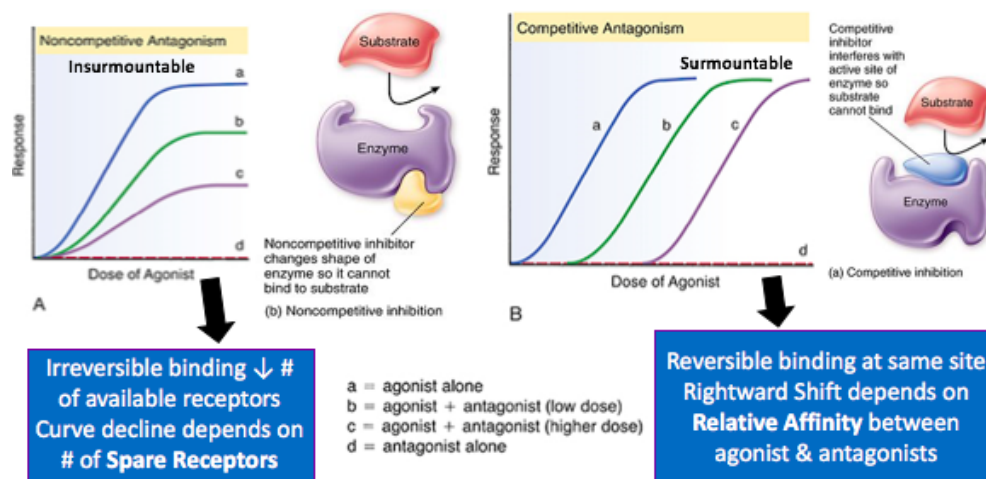 Noncompetitive Antagonism
Insurmountable
a
b
c
d
Response
Dose of Agonist
A
Substrate
Enzyme
Noncompetitive inhibitor
changes shape of
enzyme so it cannot
bind to substrate
(b) Noncompetitive inhibition
Competitive Antagonism
Surmountable
a
b
c
d
Response
Dose of Agonist
B
Competitive
inhibitor
interferes with
active site of
enzyme so
substrate
cannot bind
Substrate
Enzyme
(a) Competitive inhibition
Irreversible binding ↓ #
of available receptors
Curve decline depends on
# of Spare Receptors
a = agonist alone
b = agonist + antagonist (low dose)
c = agonist + antagonist (higher dose)
d = antagonist alone
Reversible binding at same site
Rightward Shift depends on
Relative Affinity between
agonist & antagonists